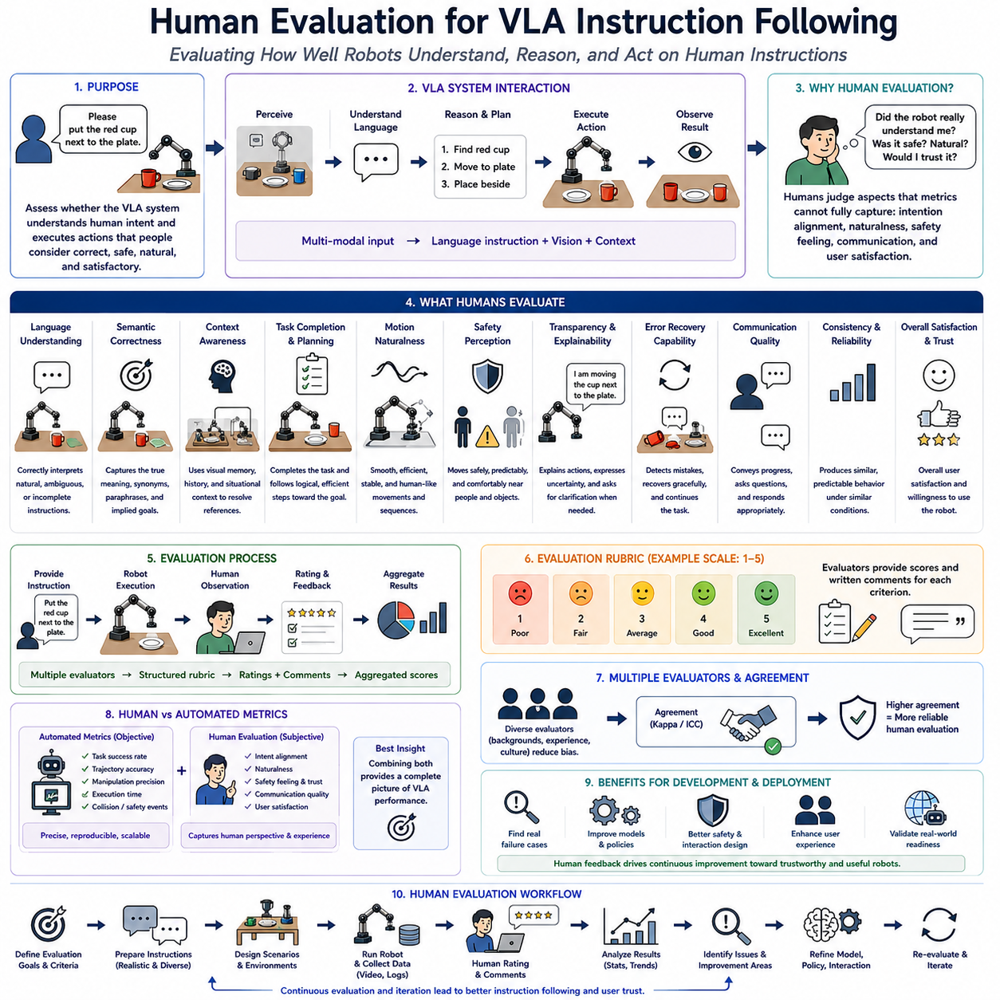 Human Evaluation for VLA Instruction Following
Evaluating How Well Robots Understand, Reason, and Act on Human Instructions
1. PURPOSE
Please
put the red cup
next to the plate.
Assess whether the VLA system
understands human intent and
executes actions that people
consider correct, safe, natural,
and satisfactory.
2. VLA SYSTEM INTERACTION
Perceive
Understand
Language
Reason & Plan
1. Find red cup
2. Move to plate
3. Place beside
Execute
Action
Observe
Result
Multi-modal input → Language instruction + Vision + Context
3. WHY HUMAN EVALUATION?
Did the robot really
understand me?
Was it safe? Natural?
Would I trust it?
Humans judge aspects that metrics
cannot fully capture: intention
alignment, naturalness, safety
feeling, communication, and
user satisfaction.
4. WHAT HUMANS EVALUATE
Language
Understanding
Correctly interprets
natural, ambiguous,
or incomplete
instructions.
Semantic
Correctness
Captures the true
meaning, synonyms,
paraphrases, and
implied goals.
Context
Awareness
Uses visual memory,
history, and situational
context to resolve
references.
Task Completion
& Planning
Completes the task and
follows logical, efficient
steps toward the goal.
Motion
Naturalness
Smooth, efficient,
stable, and human-like
movements and
sequences.
Safety
Perception
Moves safely, predictably,
and comfortably near
people and objects.
Transparency &
Explainability
I am moving
the cup next
to the plate.
Explains actions, expresses
uncertainty, and asks
for clarification when
needed.
Error Recovery
Capability
Detects mistakes,
recovers gracefully,
and continues
the task.
Communication
Quality
Conveys progress,
asks questions,
and responds
appropriately.
Consistency &
Reliability
Produces similar,
predictable behavior
under similar
conditions.
Overall Satisfaction
& Trust
Overall user
satisfaction and
willingness to use
the robot.
5. EVALUATION PROCESS
Provide
Instruction
Put the
red cup
next to the
plate.
Robot
Execution
Human
Observation
Rating &
Feedback
Aggregate
Results
Multiple evaluators → Structured rubric → Ratings + Comments → Aggregated scores
6. EVALUATION RUBRIC (EXAMPLE SCALE: 1–5)
1
Poor
2
Fair
3
Average
4
Good
5
Excellent
Evaluators provide scores and
written comments for each
criterion.
7. MULTIPLE EVALUATORS & AGREEMENT
Diverse evaluators
(backgrounds, experience,
culture) reduce bias.
Agreement
(Kappa / ICC)
Higher agreement
= More reliable
human evaluation
8. HUMAN vs AUTOMATED METRICS
Automated Metrics (Objective)
Task success rate
Trajectory accuracy
Manipulation precision
Execution time
Collision / safety events
Precise, reproducible, scalable
+
Human Evaluation (Subjective)
Intent alignment
Naturalness
Safety feeling & trust
Communication quality
User satisfaction
Captures human perspective & experience
Best Insight
Combining both
provides a complete
picture of VLA
performance.
9. BENEFITS FOR DEVELOPMENT & DEPLOYMENT
Find real
failure cases
Improve models
& policies
Better safety &
interaction design
Enhance user
experience
Validate real-world
readiness
Human feedback drives continuous improvement toward trustworthy and useful robots.
10. HUMAN EVALUATION WORKFLOW
Define Evaluation
Goals & Criteria
Prepare Instructions
(Realistic & Diverse)
Design Scenarios
& Environments
Run Robot
& Collect Data
(Video, Logs)
Human Rating
& Comments
Analyze Results
(Stats, Trends)
Identify Issues &
Improvement Areas
Refine Model,
Policy, Interaction
Re-evaluate &
Iterate
Continuous evaluation and iteration lead to better instruction following and user trust.